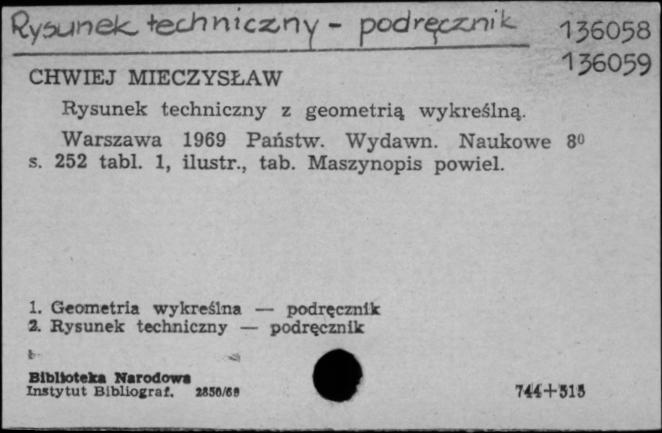 Rysunek techniczny - podręcznik 136058
136059
CHWIEJ MIECZYSŁAW
Rysunek techniczny z geometrią wykreślną.
Warszawa 1969 Państw. Wydawn. Naukowe 8⁰
s. 252 tabl. 1, ilustr., tab. Maszynopis powiel.
1. Geometria wykreślna — podręcznik
2. Rysunek techniczny — podręcznik
Biblioteka Narodowa
Instytut Bibliograf. 2850/69 744+515